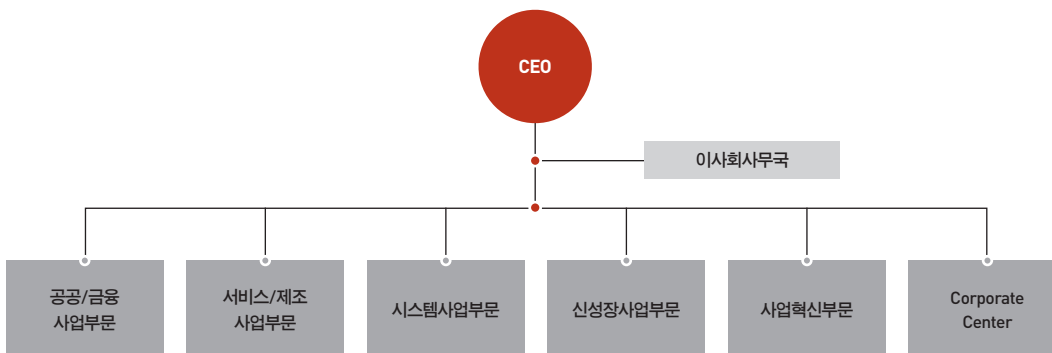 CEO
이사회사무국
공공/금융
사업부문
서비스/제조
사업부문
시스템사업부문
신성장사업부문
사업혁신부문
Corporate
Center